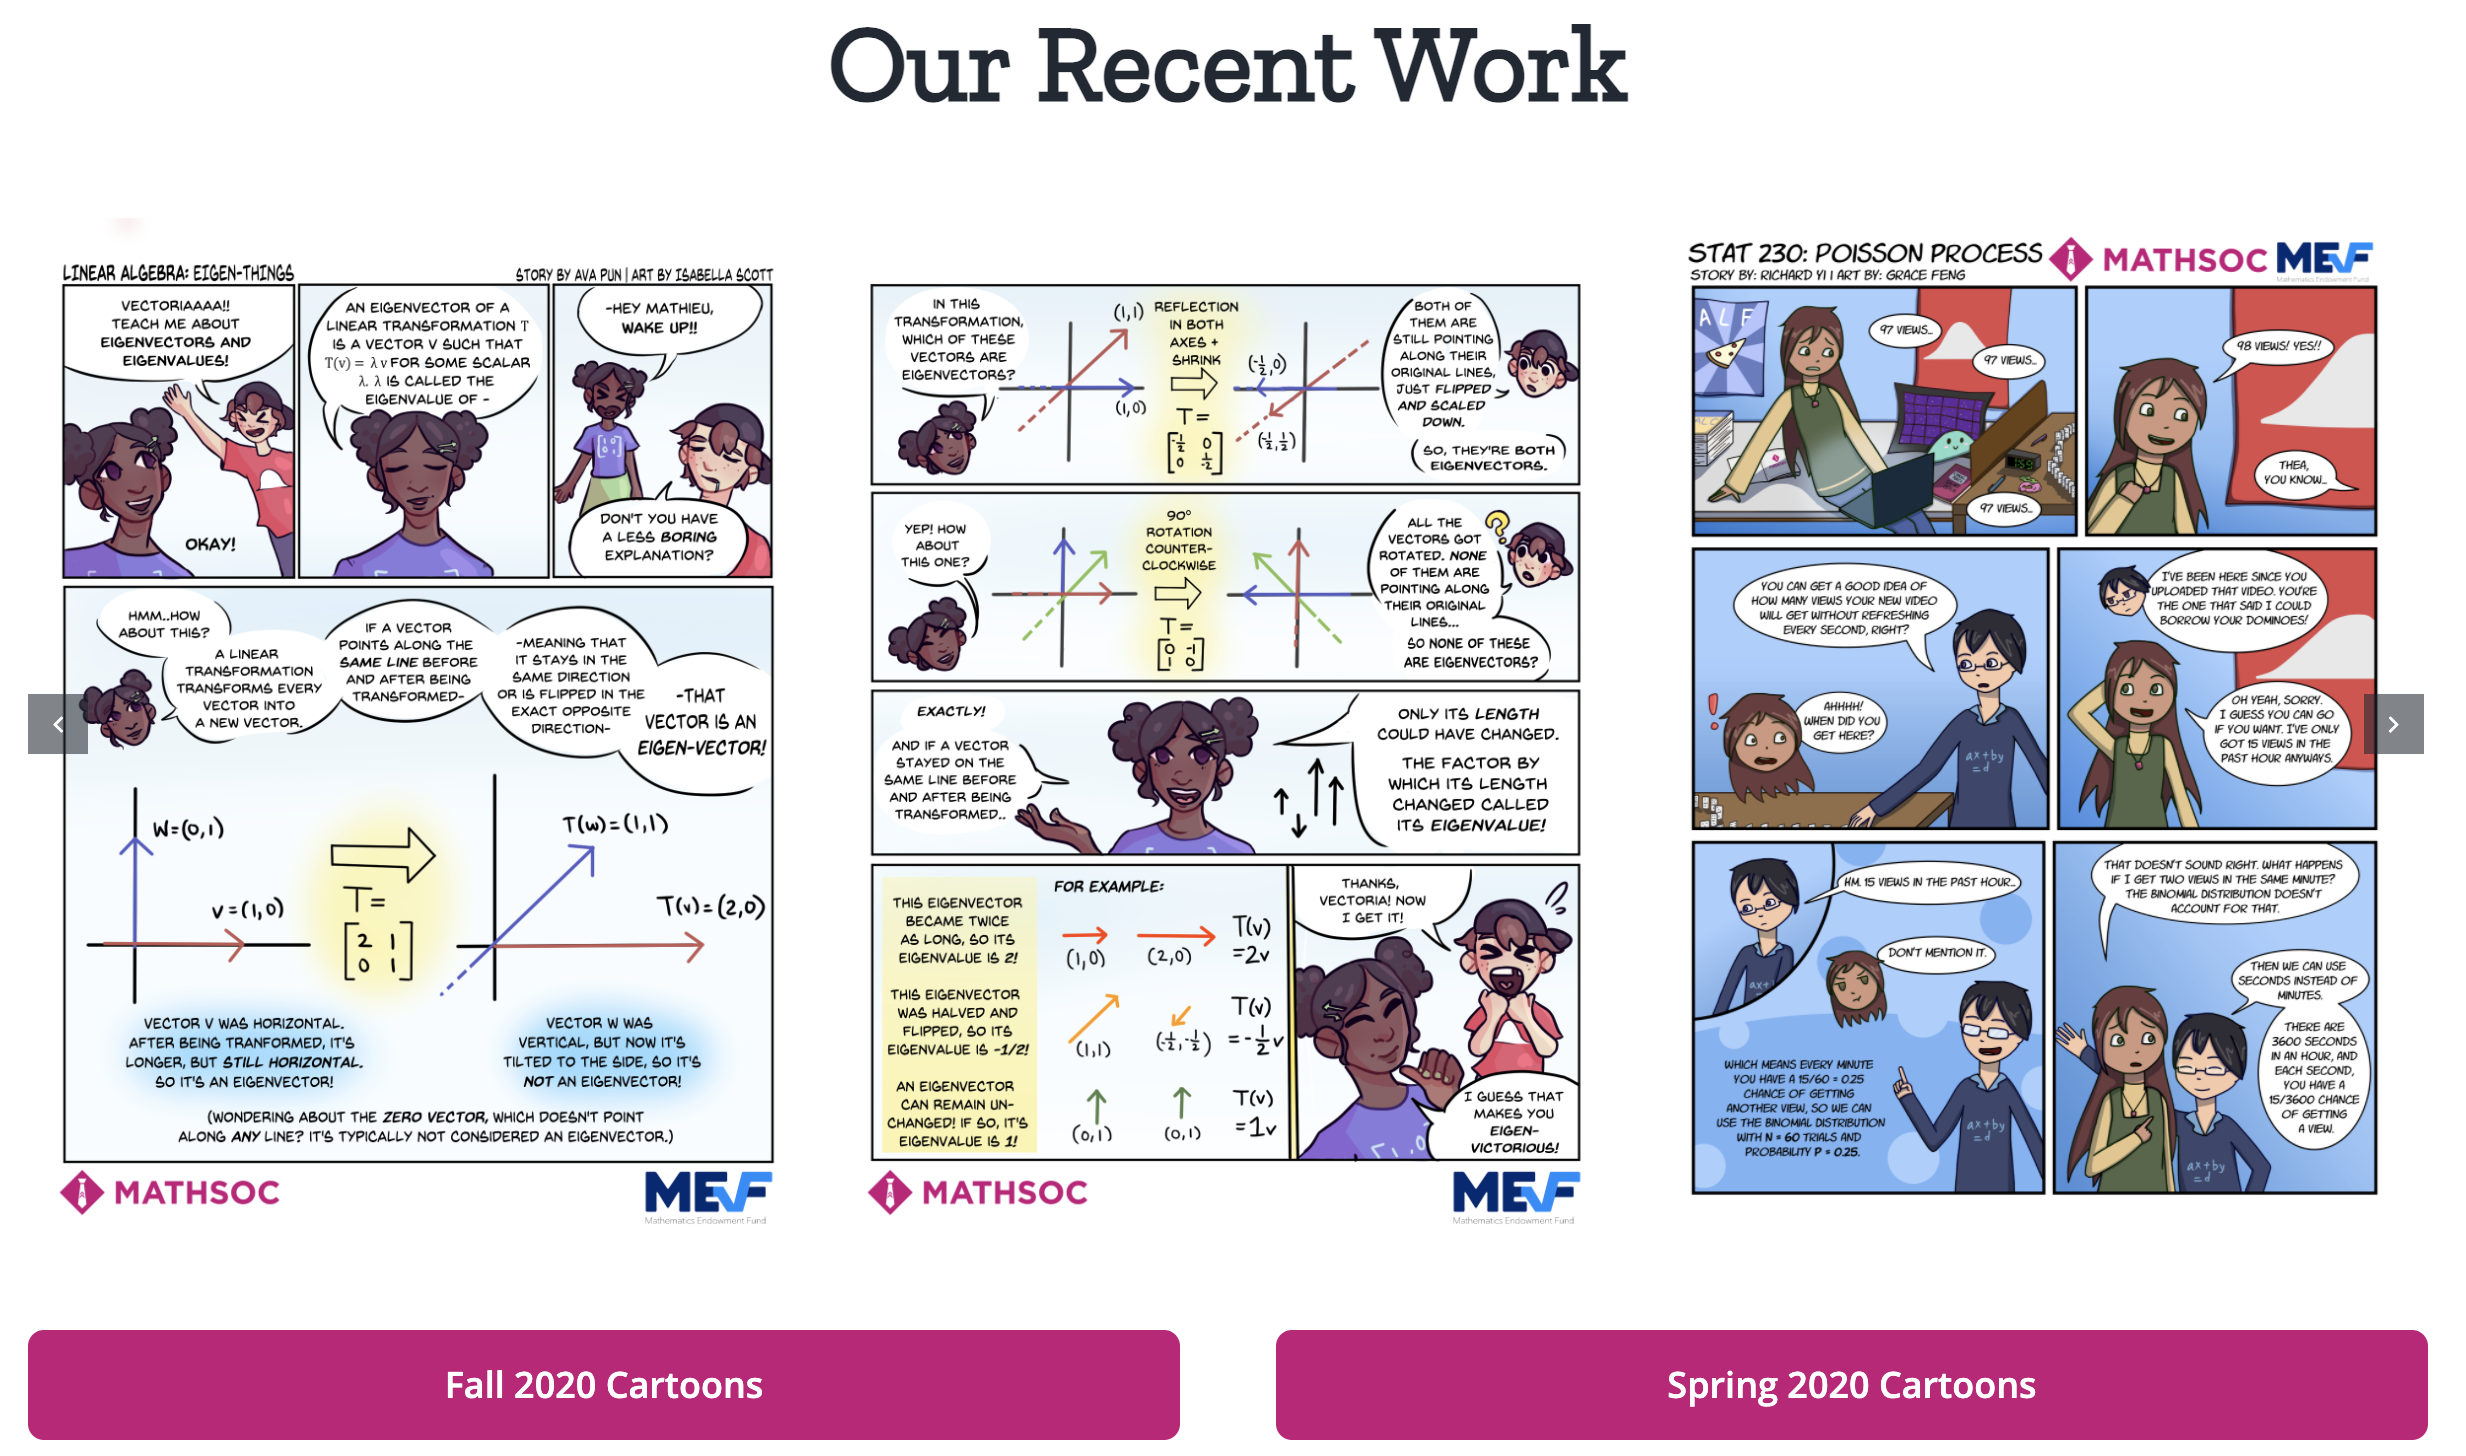 Our Recent Work
LINEAR ALGEBRA: EIGEN-THINGS
STORY BY AVA PUN | ART BY ISABELLA SCOTT
VECTORIAAAA!!
TEACH ME ABOUT
EIGENVECTORS AND
EIGENVALUES!
OKAY!
AN EIGENVECTOR OF A
LINEAR TRANSFORMATION T
IS A VECTOR V SUCH THAT
T(v) = λ v FOR SOME SCALAR
λ. λ IS CALLED THE
EIGENVALUE OF -
-HEY MATHIEU,
WAKE UP!!
DON'T YOU HAVE
A LESS BORING
EXPLANATION?
HMM..HOW
ABOUT THIS?
A LINEAR
TRANSFORMATION
TRANSFORMS EVERY
VECTOR INTO
A NEW VECTOR.
IF A VECTOR
POINTS ALONG THE
SAME LINE BEFORE
AND AFTER BEING
TRANSFORMED-
-MEANING THAT
IT STAYS IN THE
SAME DIRECTION
OR IS FLIPPED IN THE
EXACT OPPOSITE
DIRECTION-
-THAT
VECTOR IS AN
EIGEN-VECTOR!
W=(0,1)
V=(1,0)
T=
2 1
0 1
T(w)=(1,1)
T(v)=(2,0)
VECTOR V WAS HORIZONTAL.
AFTER BEING TRANFORMED, IT'S
LONGER, BUT STILL HORIZONTAL.
SO IT'S AN EIGENVECTOR!
VECTOR W WAS
VERTICAL, BUT NOW IT'S
TILTED TO THE SIDE, SO IT'S
NOT AN EIGENVECTOR!
(WONDERING ABOUT THE ZERO VECTOR, WHICH DOESN'T POINT
ALONG ANY LINE? IT'S TYPICALLY NOT CONSIDERED AN EIGENVECTOR.)
MATHSOC
MEF
Mathematics Endowment Fund
IN THIS
TRANSFORMATION,
WHICH OF THESE
VECTORS ARE
EIGENVECTORS?
(1,1)
(1,0)
REFLECTION
IN BOTH
AXES +
SHRINK
T=
-1/2 0
0 1/-2
(-1/2,0)
(-1/2,1/2)
BOTH OF
THEM ARE
STILL POINTING
ALONG THEIR
ORIGINAL LINES,
JUST FLIPPED
AND SCALED
DOWN.
SO, THEY'RE BOTH
EIGENVECTORS.
YEP! HOW
ABOUT
THIS ONE?
90°
ROTATION
COUNTER-
CLOCKWISE
T=
0 -1
1 0
ALL THE
VECTORS GOT
ROTATED. NONE
OF THEM ARE
POINTING ALONG
THEIR ORIGINAL
LINES...
SO NONE OF THESE
ARE EIGENVECTORS?
?
EXACTLY!
AND IF A VECTOR
STAYED ON THE
SAME LINE BEFORE
AND AFTER BEING
TRANSFORMED..
ONLY ITS LENGTH
COULD HAVE CHANGED.
THE FACTOR BY
WHICH ITS LENGTH
CHANGED CALLED
ITS EIGENVALUE!
THIS EIGENVECTOR
BECAME TWICE
AS LONG, SO ITS
EIGENVALUE IS 2!
THIS EIGENVECTOR
WAS HALVED AND
FLIPPED, SO ITS
EIGENVALUE IS -1/2!
AN EIGENVECTOR
CAN REMAIN UN-
CHANGED! IF SO, IT'S
EIGENVALUE IS 1!
FOR EXAMPLE:
(1,0) (2,0) T(v) =2v
(1,1) (-1/2,-1/2) T(v) =-1/2v
(0,1) (0,1) T(v) =1v
THANKS,
VECTORIA! NOW
I GET IT!
I GUESS THAT
MAKES YOU
EIGEN-
VICTORIOUS!
MATHSOC
MEF
Mathematics Endowment Fund
STAT 230: POISSON PROCESS
STORY BY: RICHARD YI | ART BY: GRACE FENG
MATHSOC
MEF
Mathematics Endowment Fund
97 VIEWS...
97 VIEWS...
97 VIEWS...
98 VIEWS! YES!!
THEA,
YOU KNOW...
YOU CAN GET A GOOD IDEA OF
HOW MANY VIEWS YOUR NEW VIDEO
WILL GET WITHOUT REFRESHING
EVERY SECOND, RIGHT?
!
AHHHH!
WHEN DID YOU
GET HERE?
ax+by
=d
I'VE BEEN HERE SINCE YOU
UPLOADED THAT VIDEO. YOU'RE
THE ONE THAT SAID I COULD
BORROW YOUR DOMINOES!
OH YEAH, SORRY.
I GUESS YOU CAN GO
IF YOU WANT. I'VE ONLY
GOT 15 VIEWS IN THE
PAST HOUR ANYWAYS.
HM. 15 VIEWS IN THE PAST HOUR...
DON'T MENTION IT.
WHICH MEANS EVERY MINUTE
YOU HAVE A 15/60 = 0.25
CHANCE OF GETTING
ANOTHER VIEW, SO WE CAN
USE THE BINOMIAL DISTRIBUTION
WITH N = 60 TRIALS AND
PROBABILITY P = 0.25.
ax+by
=d
THAT DOESN'T SOUND RIGHT. WHAT HAPPENS
IF I GET TWO VIEWS IN THE SAME MINUTE?
THE BINOMIAL DISTRIBUTION DOESN'T
ACCOUNT FOR THAT.
THEN WE CAN USE
SECONDS INSTEAD OF
MINUTES.
THERE ARE
3600 SECONDS
IN AN HOUR, AND
EACH SECOND,
YOU HAVE A
15/3600 CHANCE
OF GETTING
A VIEW.
ax+by
=d
Fall 2020 Cartoons
Spring 2020 Cartoons